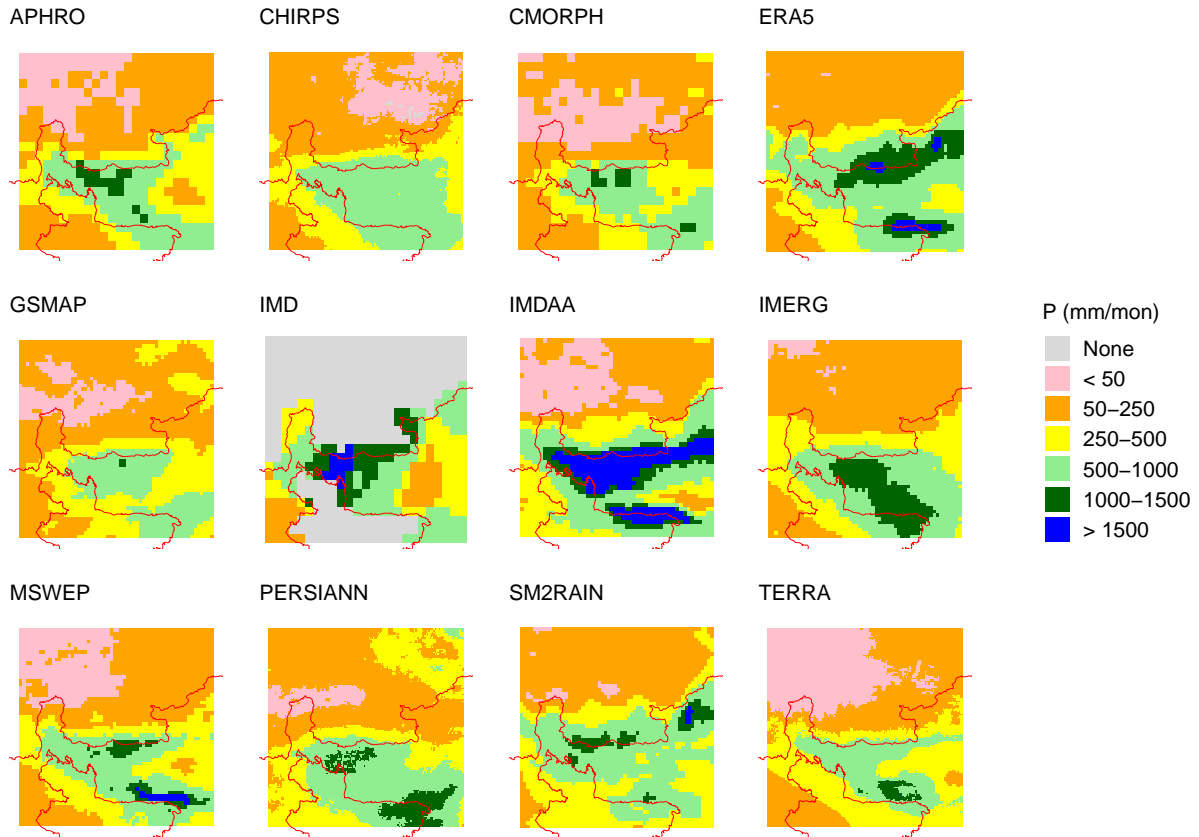 APHRO
CHIRPS
CMORPH
ERA5
GSMAP
IMD
IMDAA
IMERG
P (mm/mon)
None
< 50
50−250
250−500
500−1000
1000−1500
> 1500
MSWEP
PERSIANN
SM2RAIN
TERRA